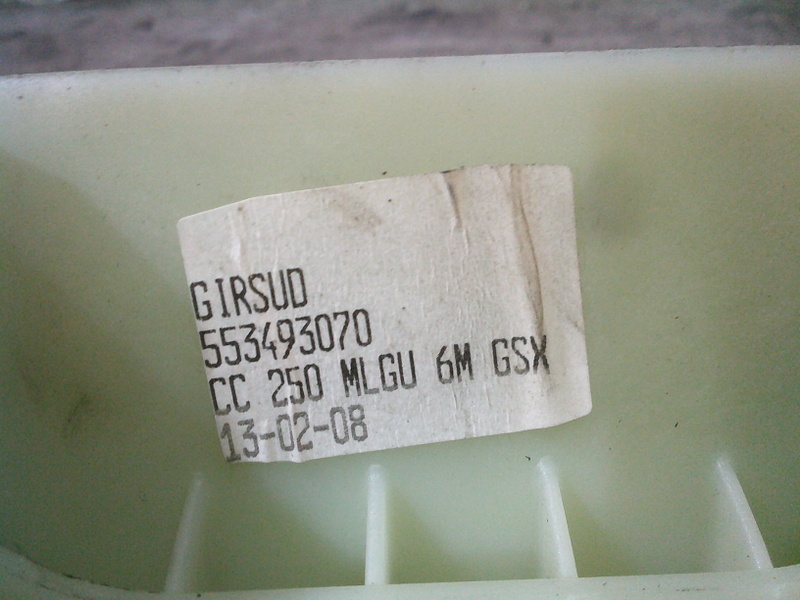 GIRSUD
553493070
CC 250 MLGU 6M GSX
13-02-08